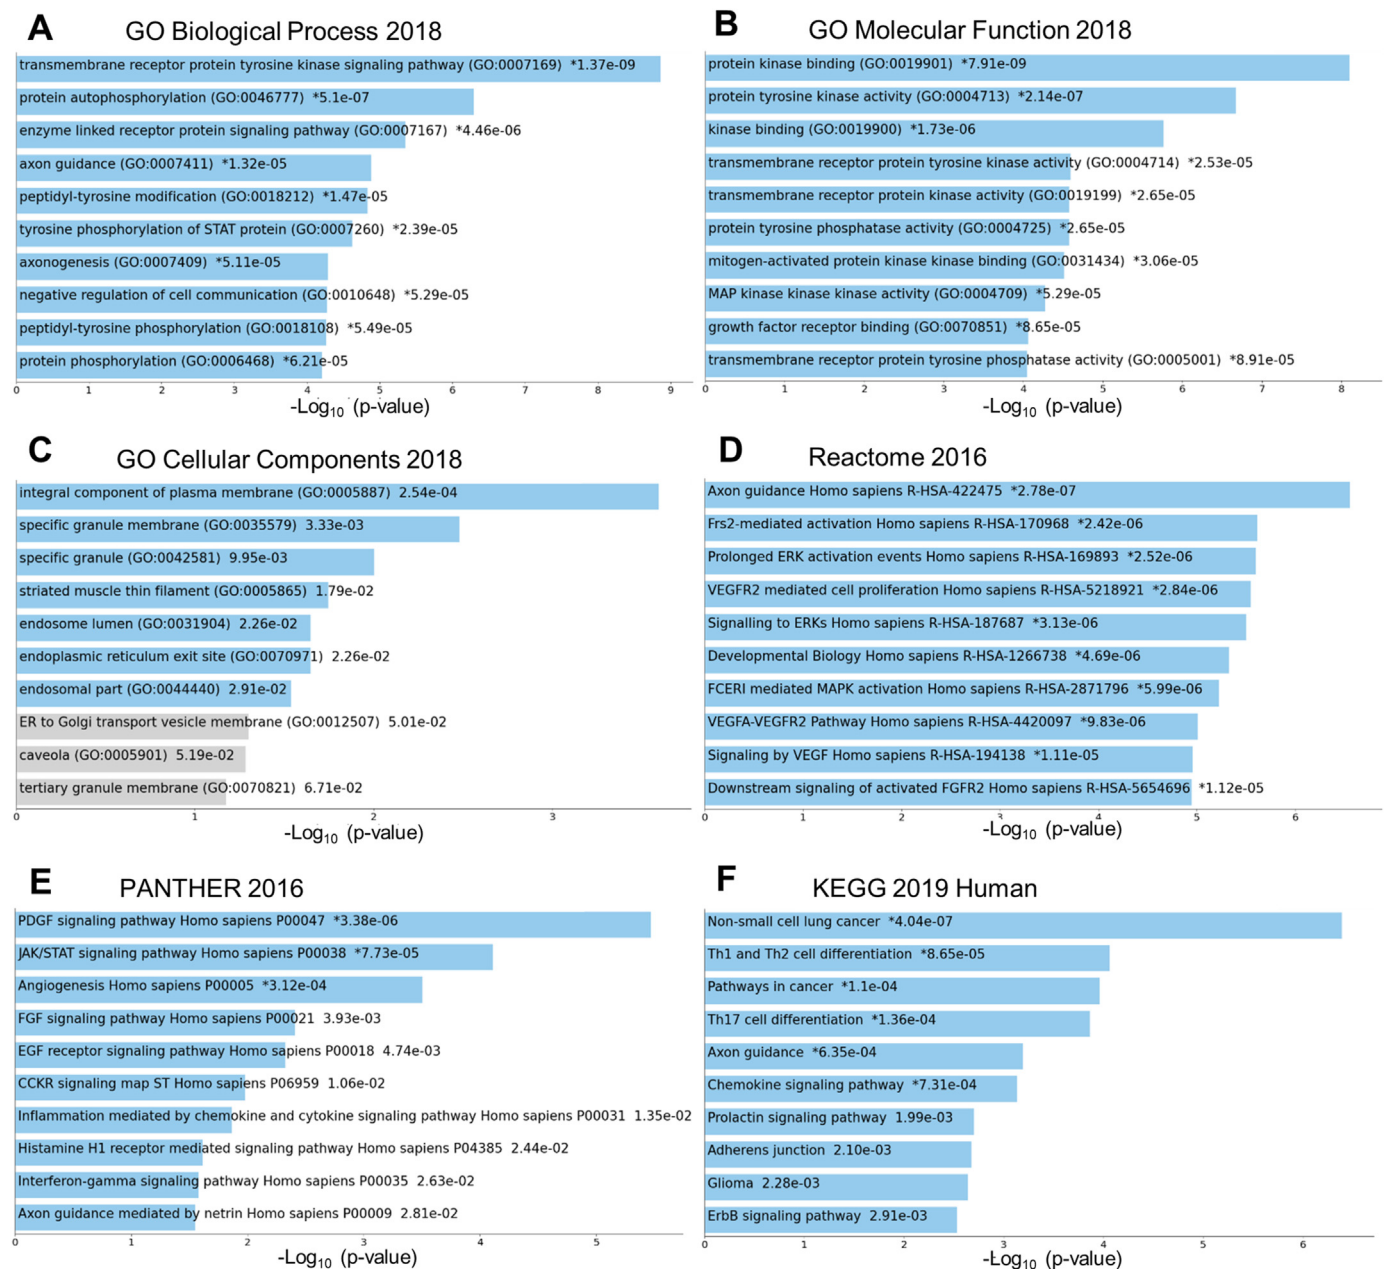 A
GO Biological Process 2018
transmembrane receptor protein tyrosine kinase signaling pathway (GO:0007169) *1.37e-09
protein autophosphorylation (GO:0046777) *5.1e-07
enzyme linked receptor protein signaling pathway (GO:0007167) *4.46e-06
axon guidance (GO:0007411) *1.32e-05
peptidyl-tyrosine modification (GO:0018212) *1.47e-05
tyrosine phosphorylation of STAT protein (GO:0007260) *2.39e-05
axonogenesis (GO:0007409) *5.11e-05
negative regulation of cell communication (GO:0010648) *5.29e-05
peptidyl-tyrosine phosphorylation (GO:0018108) *5.49e-05
protein phosphorylation (GO:0006468) *6.21e-05
0 1 2 3 4 5 6 7 8 9
-Log10 (p-value)
B
GO Molecular Function 2018
protein kinase binding (GO:0019901) *7.91e-09
protein tyrosine kinase activity (GO:0004713) *2.14e-07
kinase binding (GO:0019900) *1.73e-06
transmembrane receptor protein tyrosine kinase activity (GO:0004714) *2.53e-05
transmembrane receptor protein kinase activity (GO:0019199) *2.65e-05
protein tyrosine phosphatase activity (GO:0004725) *2.65e-05
mitogen-activated protein kinase kinase binding (GO:0031434) *3.06e-05
MAP kinase kinase kinase activity (GO:0004709) *5.29e-05
growth factor receptor binding (GO:0070851) *8.65e-05
transmembrane receptor protein tyrosine phosphatase activity (GO:0005001) *8.91e-05
0 1 2 3 4 5 6 7 8
-Log10 (p-value)
C
GO Cellular Components 2018
integral component of plasma membrane (GO:0005887) 2.54e-04
specific granule membrane (GO:0035579) 3.33e-03
specific granule (GO:0042581) 9.95e-03
striated muscle thin filament (GO:0005865) 1.79e-02
endosome lumen (GO:0031904) 2.26e-02
endoplasmic reticulum exit site (GO:0070971) 2.26e-02
endosomal part (GO:0044440) 2.91e-02
ER to Golgi transport vesicle membrane (GO:0012507) 5.01e-02
caveola (GO:0005901) 5.19e-02
tertiary granule membrane (GO:0070821) 6.71e-02
0 1 2 3
-Log10 (p-value)
D
Reactome 2016
Axon guidance Homo sapiens R-HSA-422475 *2.78e-07
Frs2-mediated activation Homo sapiens R-HSA-170968 *2.42e-06
Prolonged ERK activation events Homo sapiens R-HSA-169893 *2.52e-06
VEGFR2 mediated cell proliferation Homo sapiens R-HSA-5218921 *2.84e-06
Signalling to ERKs Homo sapiens R-HSA-187687 *3.13e-06
Developmental Biology Homo sapiens R-HSA-1266738 *4.69e-06
FCERI mediated MAPK activation Homo sapiens R-HSA-2871796 *5.99e-06
VEGFA-VEGFR2 Pathway Homo sapiens R-HSA-4420097 *9.83e-06
Signaling by VEGF Homo sapiens R-HSA-194138 *1.11e-05
Downstream signaling of activated FGFR2 Homo sapiens R-HSA-5654696 *1.12e-05
0 1 2 3 4 5 6
-Log10 (p-value)
E
PANTHER 2016
PDGF signaling pathway Homo sapiens P00047 *3.38e-06
JAK/STAT signaling pathway Homo sapiens P00038 *7.73e-05
Angiogenesis Homo sapiens P00005 *3.12e-04
FGF signaling pathway Homo sapiens P00021 3.93e-03
EGF receptor signaling pathway Homo sapiens P00018 4.74e-03
CCKR signaling map ST Homo sapiens P06959 1.06e-02
Inflammation mediated by chemokine and cytokine signaling pathway Homo sapiens P00031 1.35e-02
Histamine H1 receptor mediated signaling pathway Homo sapiens P04385 2.44e-02
Interferon-gamma signaling pathway Homo sapiens P00035 2.63e-02
Axon guidance mediated by netrin Homo sapiens P00009 2.81e-02
0 1 2 3 4 5
-Log10 (p-value)
F
KEGG 2019 Human
Non-small cell lung cancer *4.04e-07
Th1 and Th2 cell differentiation *8.65e-05
Pathways in cancer *1.1e-04
Th17 cell differentiation *1.36e-04
Axon guidance *6.35e-04
Chemokine signaling pathway *7.31e-04
Prolactin signaling pathway 1.99e-03
Adherens junction 2.10e-03
Glioma 2.28e-03
ErbB signaling pathway 2.91e-03
0 1 2 3 4 5 6
-Log10 (p-value)